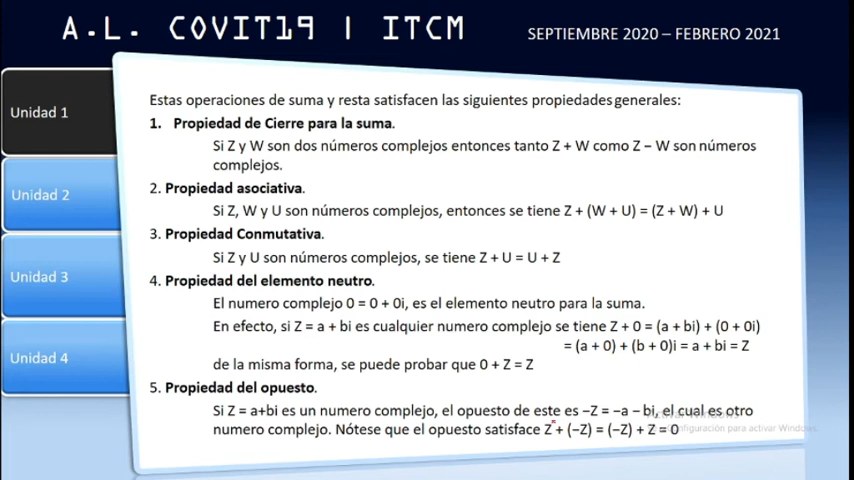 A.L. COVIT19 | ITCM
SEPTIEMBRE 2020 – FEBRERO 2021
Unidad 1
Unidad 2
Unidad 3
Unidad 4
Estas operaciones de suma y resta satisfacen las siguientes propiedades generales:
1. Propiedad de Cierre para la suma.
Si Z y W son dos números complejos entonces tanto Z + W como Z − W son números
complejos.
2. Propiedad asociativa.
Si Z, W y U son números complejos, entonces se tiene Z + (W + U) = (Z + W) + U
3. Propiedad Conmutativa.
Si Z y U son números complejos, se tiene Z + U = U + Z
4. Propiedad del elemento neutro.
El numero complejo 0 = 0 + 0i, es el elemento neutro para la suma.
En efecto, si Z = a + bi es cualquier numero complejo se tiene Z + 0 = (a + bi) + (0 + 0i)
= (a + 0) + (b + 0)i = a + bi = Z
de la misma forma, se puede probar que 0 + Z = Z
5. Propiedad del opuesto.
Si Z = a+bi es un numero complejo, el opuesto de este es −Z = −a − bi, el cual es otro
numero complejo. Nótese que el opuesto satisface Z + (−Z) = (−Z) + Z = 0
Activar Windows
Configuración para activar Windows